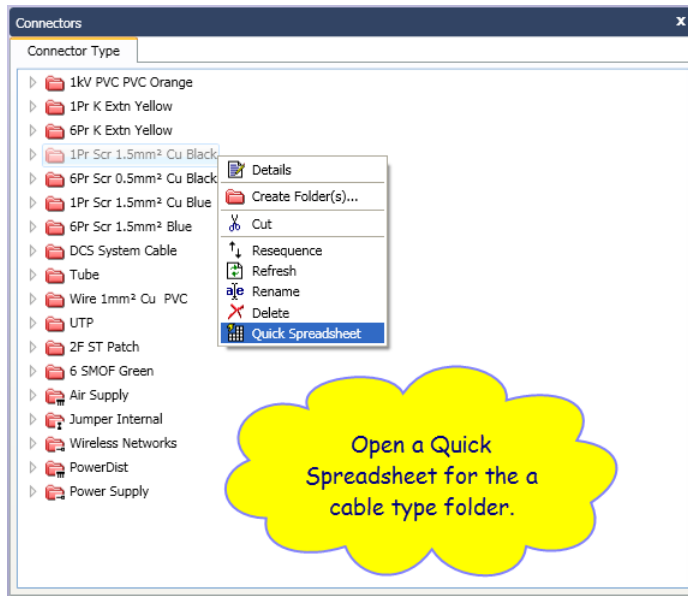 Connectors
x
Connector Type
1kV PVC PVC Orange
1Pr K Extn Yellow
6Pr K Extn Yellow
1Pr Scr 1.5mm² Cu Black
6Pr Scr 0.5mm² Cu Black
1Pr Scr 1.5mm² Cu Blue
6Pr Scr 1.5mm² Blue
DCS System Cable
Tube
Wire 1mm² Cu  PVC
UTP
2F ST Patch
6 SMOF Green
Air Supply
Jumper Internal
Wireless Networks
PowerDist
Power Supply
Details
Create Folder(s)...
Cut
Resequence
Refresh
Rename
Delete
Quick Spreadsheet
Open a Quick
Spreadsheet for the a
cable type folder.